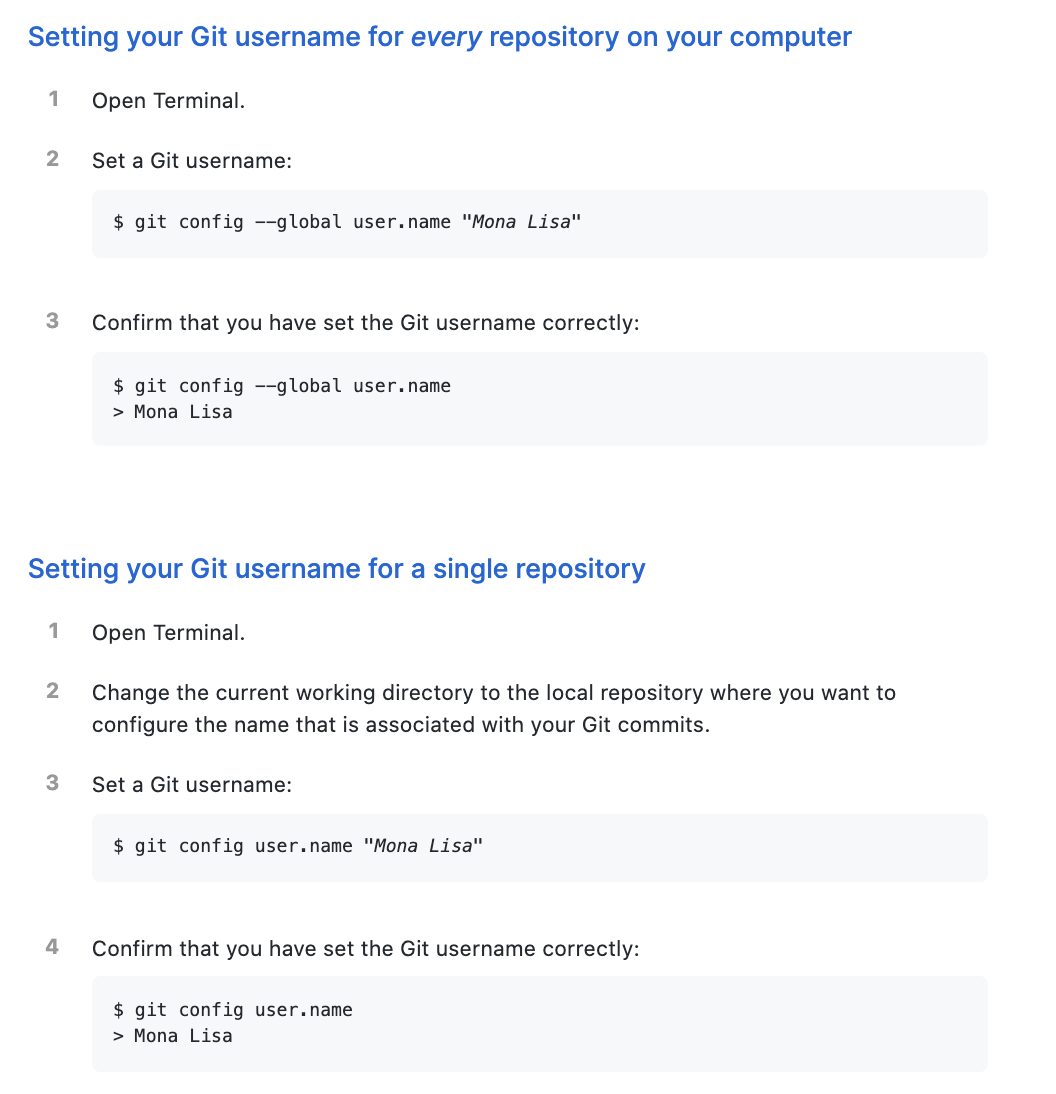 Setting your Git username for every repository on your computer
1 Open Terminal.
2 Set a Git username:
$ git config --global user.name "Mona Lisa"
3 Confirm that you have set the Git username correctly:
$ git config --global user.name
> Mona Lisa
Setting your Git username for a single repository
1 Open Terminal.
2 Change the current working directory to the local repository where you want to
configure the name that is associated with your Git commits.
3 Set a Git username:
$ git config user.name "Mona Lisa"
4 Confirm that you have set the Git username correctly:
$ git config user.name
> Mona Lisa